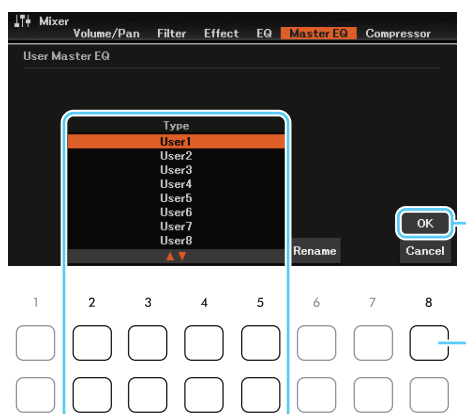 Mixer
Volume/Pan Filter Effect EQ Master EQ Compressor
User Master EQ
Type
User1
User2
User3
User4
User5
User6
User7
User8
OK
Rename Cancel
1 2 3 4 5 6 7 8